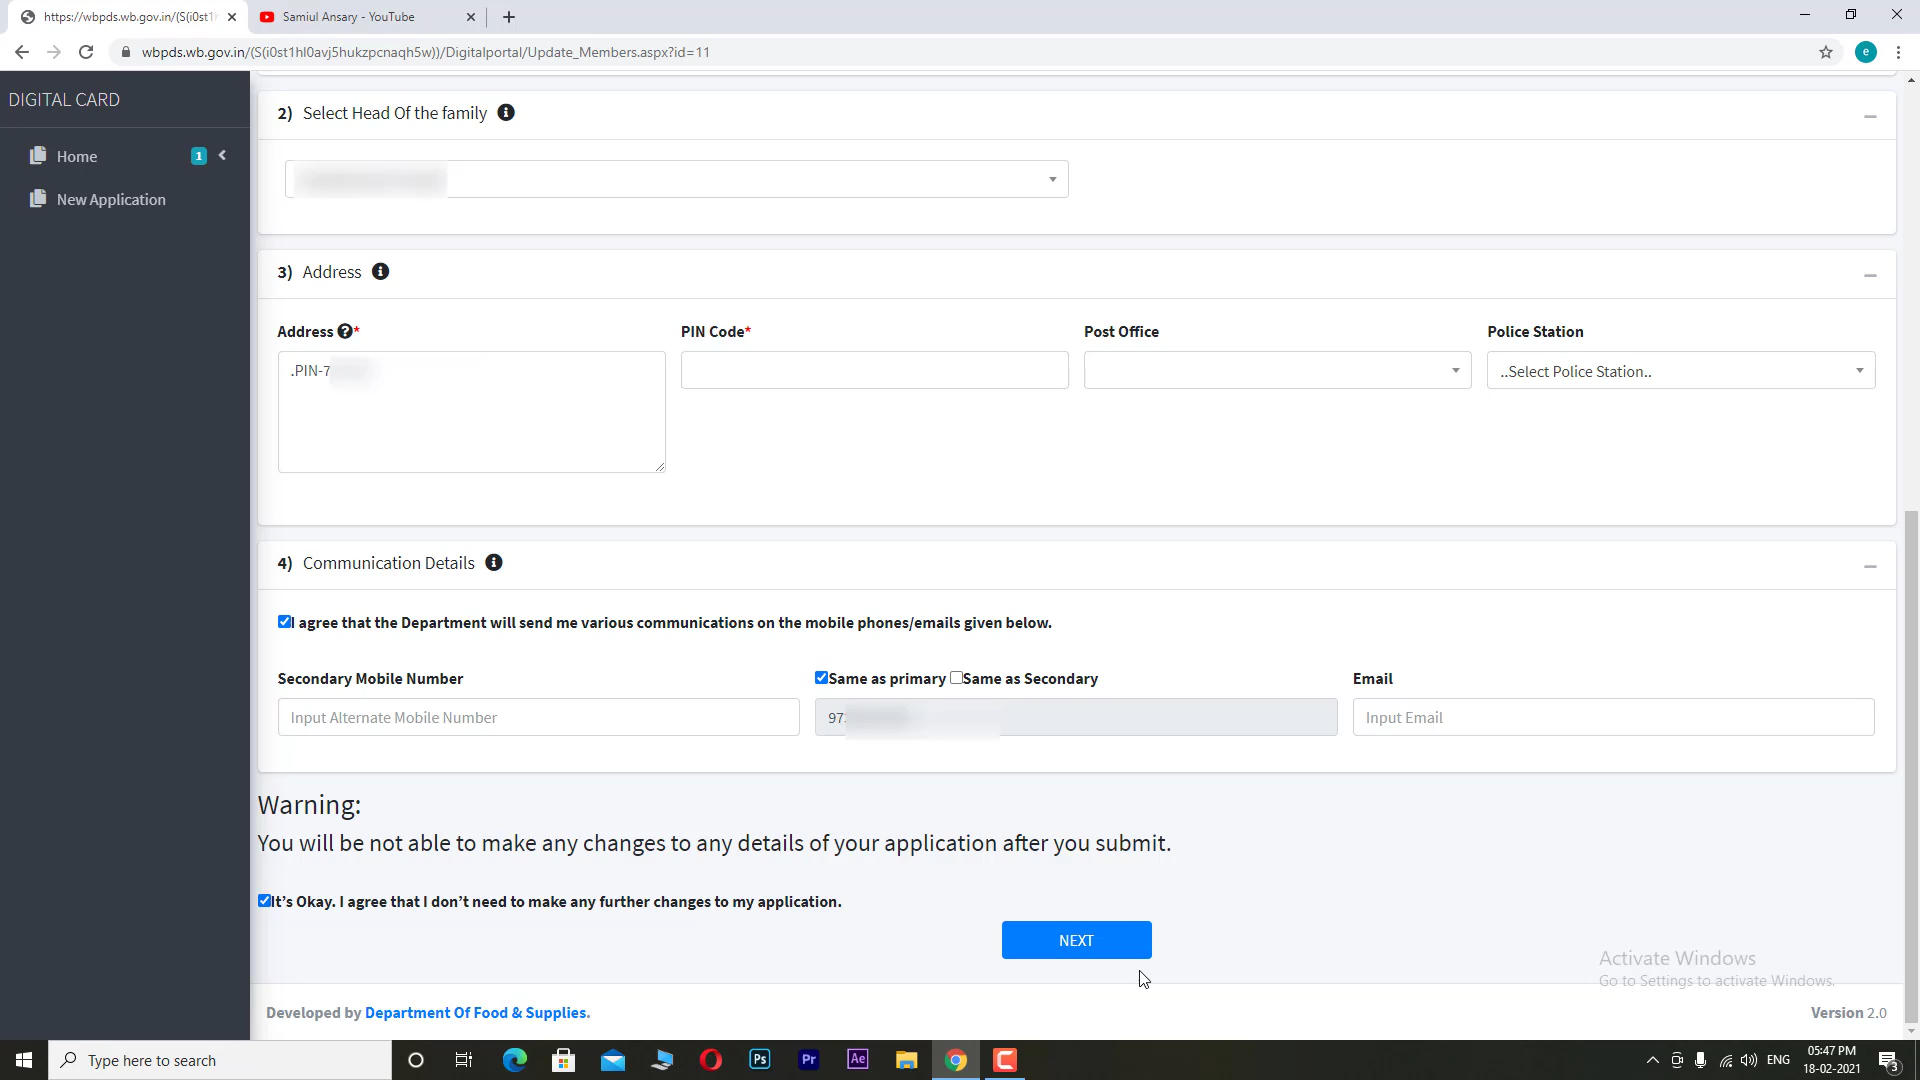 https://wbpds.wb.gov.in/(S(i0st1h
Samiul Ansary - YouTube
wbpds.wb.gov.in/(S(i0st1hl0avj5hukzpcnaqh5w))/Digitalportal/Update_Members.aspx?id=11
e
DIGITAL CARD
Home 1
New Application
2) Select Head Of the family
3) Address
Address * PIN Code* Post Office Police Station
.PIN-7 ..Select Police Station..
4) Communication Details
I agree that the Department will send me various communications on the mobile phones/emails given below.
Secondary Mobile Number Same as primary Same as Secondary Email
Input Alternate Mobile Number 97 Input Email
Warning:
You will be not able to make any changes to any details of your application after you submit.
It's Okay. I agree that I don't need to make any further changes to my application.
NEXT
Activate Windows
Go to Settings to activate Windows.
Developed by Department Of Food & Supplies. Version 2.0
Type here to search
Ps
Pr
Ae
ENG
05:47 PM
18-02-2021
3